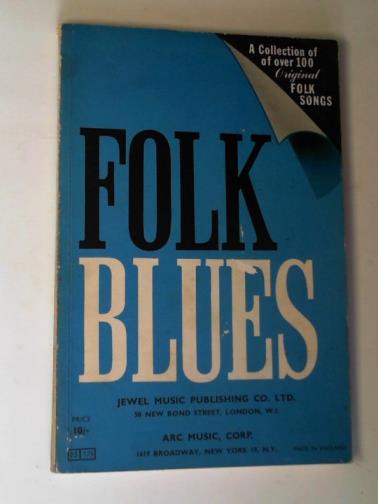 A Collection of
of over 100
Original
FOLK
SONGS
FOLK
BLUES
JEWEL MUSIC PUBLISHING CO. LTD.
50 NEW BOND STREET, LONDON, W.1.
PRICE
10/-
ARC MUSIC, CORP.
1619 BROADWAY, NEW YORK 19, N.Y.
MADE IN ENGLAND